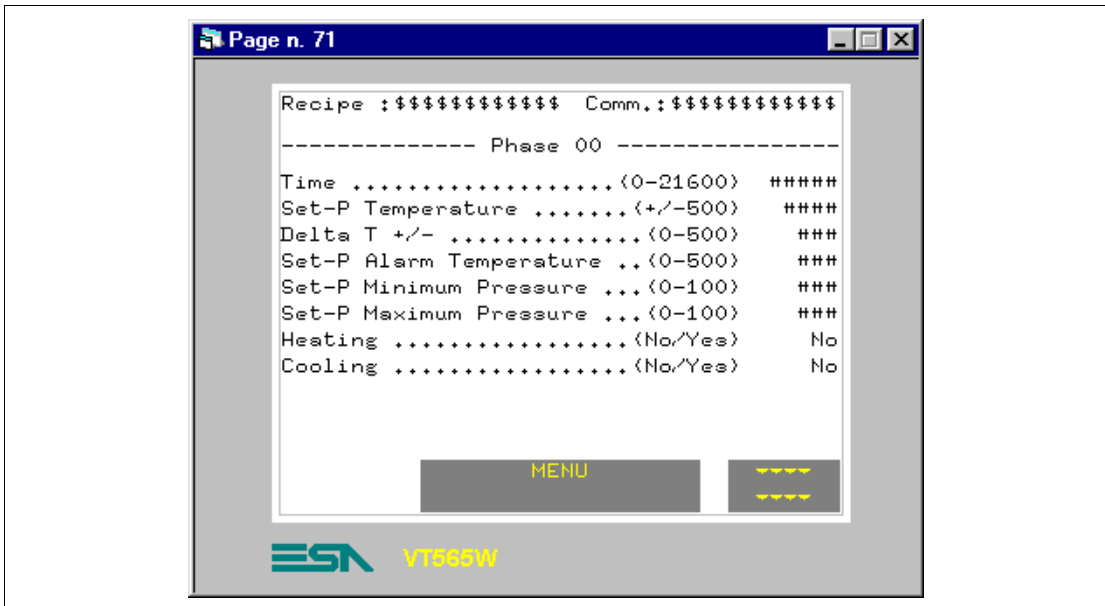 Page n. 71
Recipe :$$$$$$$$$$$$ Comm.:$$$$$$$$$$$$
-------------- Phase 00 ----------------
Time ...................(0-21600) #####
Set-P Temperature .......(+/-500) ####
Delta T +/- ..............(0-500) ###
Set-P Alarm Temperature ..(0-500) ###
Set-P Minimum Pressure ...(0-100) ###
Set-P Maximum Pressure ...(0-100) ###
Heating .................(No/Yes) No
Cooling .................(No/Yes) No
MENU
ESA VT565W